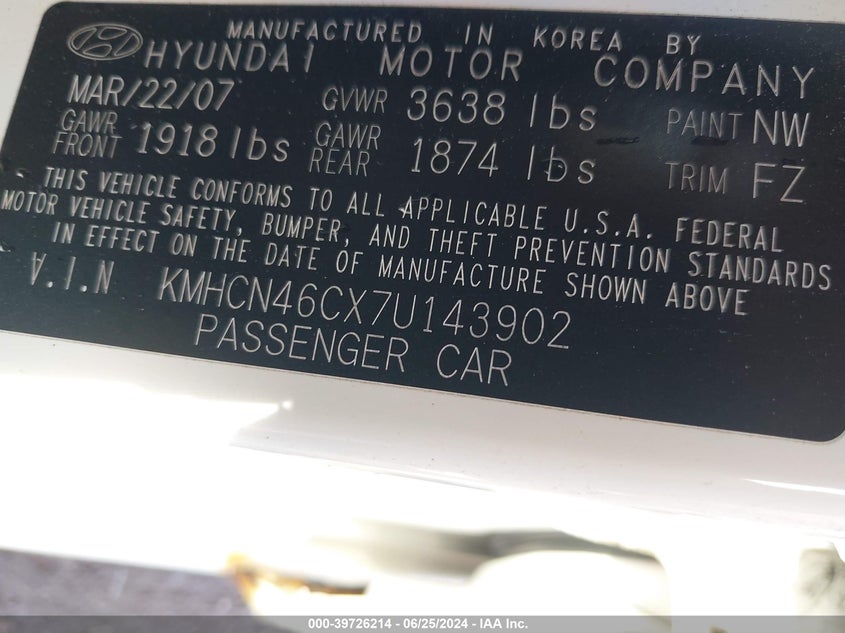 MANUFACTURED IN KOREA BY
HYUNDAI MOTOR COMPANY
MAR/22/07 GVWR 3638 lbs PAINT NW
GAWR FRONT 1918 lbs GAWR REAR 1874 lbs TRIM FZ
THIS VEHICLE CONFORMS TO ALL APPLICABLE U.S.A. FEDERAL
MOTOR VEHICLE SAFETY, BUMPER, AND THEFT PREVENTION STANDARDS
IN EFFECT ON THE DATE OF MANUFACTURE SHOWN ABOVE
V.I.N KMHCN46CX7U143902
PASSENGER CAR
000-39726214 - 06/25/2024 - IAA Inc.